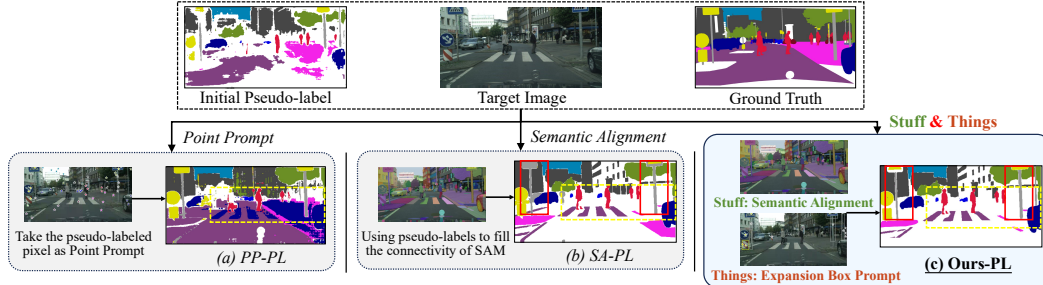 Initial Pseudo-label
Target Image
Ground Truth
Point Prompt
Semantic Alignment
Stuff & Things
Take the pseudo-labeled
pixel as Point Prompt
(a) PP-PL
Using pseudo-labels to fill
the connectivity of SAM
(b) SA-PL
Stuff: Semantic Alignment
Things: Expansion Box Prompt
(c) Ours-PL